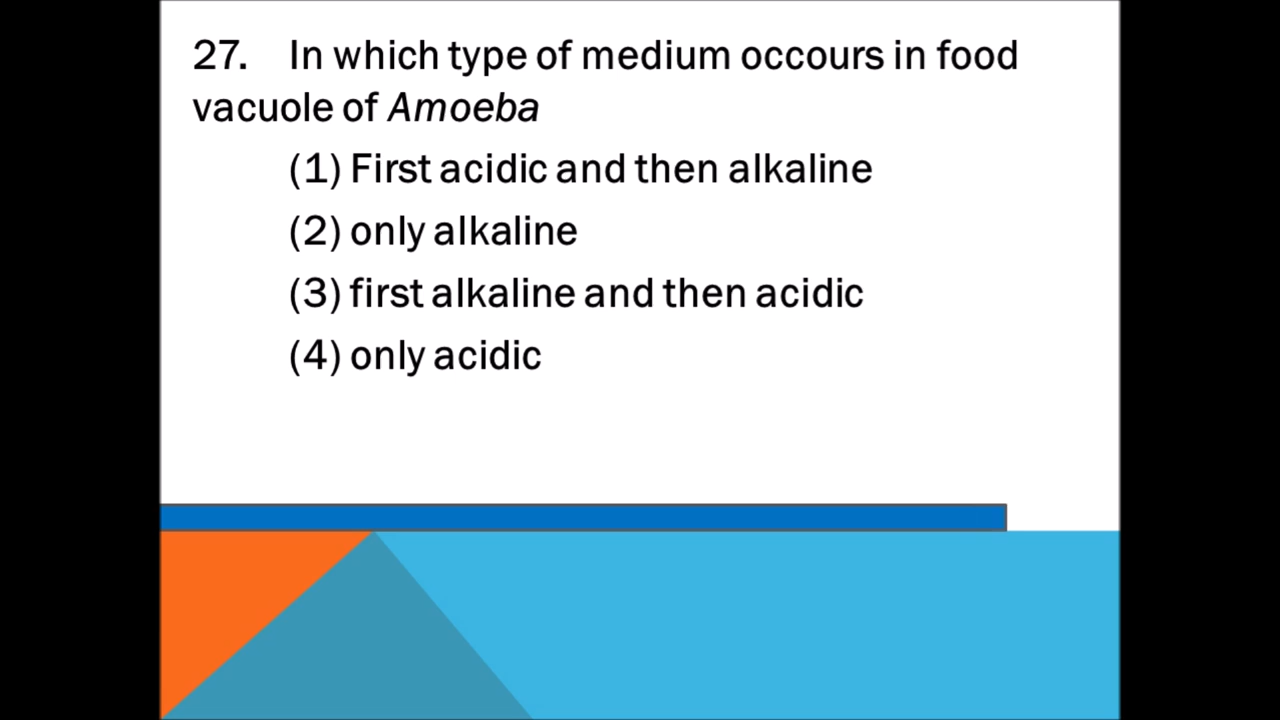 27. In which type of medium occours in food
vacuole of Amoeba
(1) First acidic and then alkaline
(2) only alkaline
(3) first alkaline and then acidic
(4) only acidic